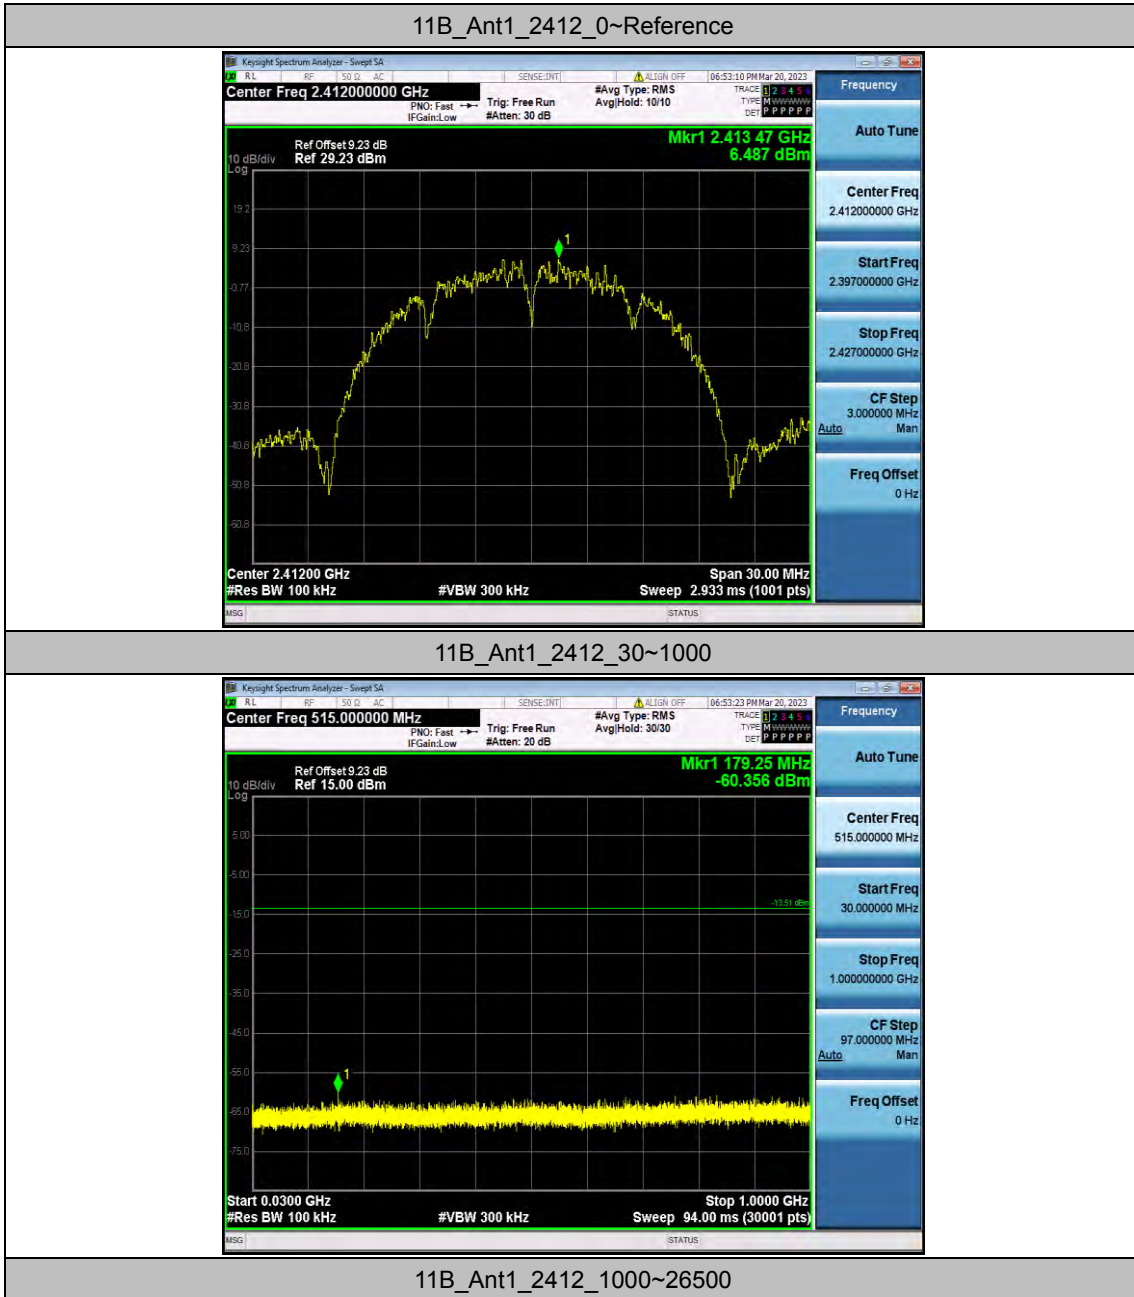 11B_Ant1_2412_0~Reference
Keysight Spectrum Analyzer - Swept SA
RL RF 50 Ω AC SENSE:INT ALIGN OFF 06:53:10 PM Mar 20, 2023
Center Freq 2.412000000 GHz
#Avg Type: RMS
TRACE 1 2 3 4 5 6
PNO: Fast
Trig: Free Run
Avg|Hold: 10/10
TYPE M WWWWW
IFGain:Low
#Atten: 30 dB
DET P P P P P P
Frequency
Auto Tune
Mkr1 2.413 47 GHz
6.487 dBm
Ref Offset 9.23 dB
10 dB/div Ref 29.23 dBm
Log
19.2
9.23
-0.77
-10.8
-20.8
-30.8
-40.8
-50.8
-60.8
1
Center Freq
2.412000000 GHz
Start Freq
2.397000000 GHz
Stop Freq
2.427000000 GHz
CF Step
3.000000 MHz
Auto Man
Freq Offset
0 Hz
Center 2.41200 GHz Span 30.00 MHz
#Res BW 100 kHz #VBW 300 kHz Sweep 2.933 ms (1001 pts)
MSG STATUS
11B_Ant1_2412_30~1000
Keysight Spectrum Analyzer - Swept SA
RL RF 50 Ω AC SENSE:INT ALIGN OFF 06:53:23 PM Mar 20, 2023
Center Freq 515.000000 MHz
#Avg Type: RMS
TRACE 1 2 3 4 5 6
PNO: Fast
Trig: Free Run
Avg|Hold: 30/30
TYPE M WWWWW
IFGain:Low
#Atten: 20 dB
DET P P P P P P
Frequency
Auto Tune
Mkr1 179.25 MHz
-60.356 dBm
Ref Offset 9.23 dB
10 dB/div Ref 15.00 dBm
Log
5.00
-5.00
-15.0
-25.0
-35.0
-45.0
-55.0
-65.0
-75.0
-13.51 dBm
1
Center Freq
515.000000 MHz
Start Freq
30.000000 MHz
Stop Freq
1.000000000 GHz
CF Step
97.000000 MHz
Auto Man
Freq Offset
0 Hz
Start 0.0300 GHz Stop 1.0000 GHz
#Res BW 100 kHz #VBW 300 kHz Sweep 94.00 ms (30001 pts)
MSG STATUS
11B_Ant1_2412_1000~26500